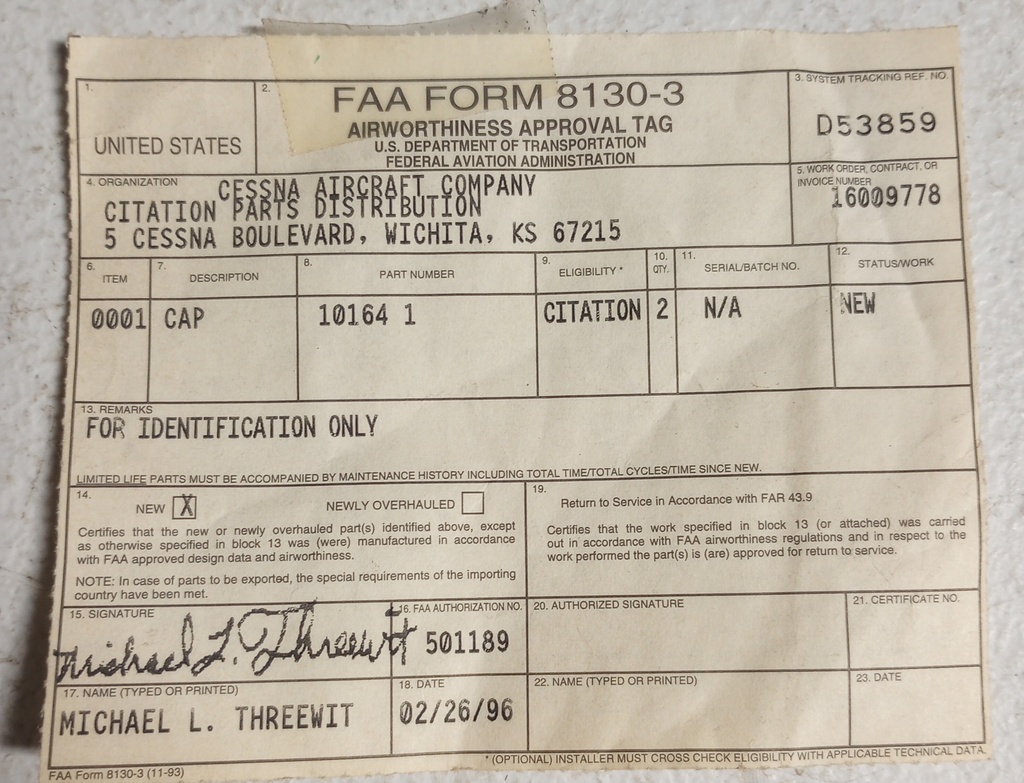 1.
UNITED STATES
2.
FAA FORM 8130-3
AIRWORTHINESS APPROVAL TAG
U.S. DEPARTMENT OF TRANSPORTATION
FEDERAL AVIATION ADMINISTRATION
3. SYSTEM TRACKING REF. NO.
D53859
4. ORGANIZATION
CESSNA AIRCRAFT COMPANY
CITATION PARTS DISTRIBUTION
5 CESSNA BOULEVARD, WICHITA, KS 67215
5. WORK ORDER, CONTRACT, OR
INVOICE NUMBER
16009778
6. ITEM
7. DESCRIPTION
8. PART NUMBER
9. ELIGIBILITY *
10. QTY.
11. SERIAL/BATCH NO.
12. STATUS/WORK
0001 CAP 10164 1 CITATION 2 N/A NEW
13. REMARKS
FOR IDENTIFICATION ONLY
LIMITED LIFE PARTS MUST BE ACCOMPANIED BY MAINTENANCE HISTORY INCLUDING TOTAL TIME/TOTAL CYCLES/TIME SINCE NEW.
14.
NEW X NEWLY OVERHAULED
Certifies that the new or newly overhauled part(s) identified above, except
as otherwise specified in block 13 was (were) manufactured in accordance
with FAA approved design data and airworthiness.
NOTE: In case of parts to be exported, the special requirements of the importing
country have been met.
19.
Return to Service in Accordance with FAR 43.9
Certifies that the work specified in block 13 (or attached) was carried
out in accordance with FAA airworthiness regulations and in respect to the
work performed the part(s) is (are) approved for return to service.
15. SIGNATURE
Michael L. Threewit
16. FAA AUTHORIZATION NO.
501189
20. AUTHORIZED SIGNATURE
21. CERTIFICATE NO.
17. NAME (TYPED OR PRINTED)
MICHAEL L. THREEWIT
18. DATE
02/26/96
22. NAME (TYPED OR PRINTED)
23. DATE
* (OPTIONAL) INSTALLER MUST CROSS CHECK ELIGIBILITY WITH APPLICABLE TECHNICAL DATA.
FAA Form 8130-3 (11-93)